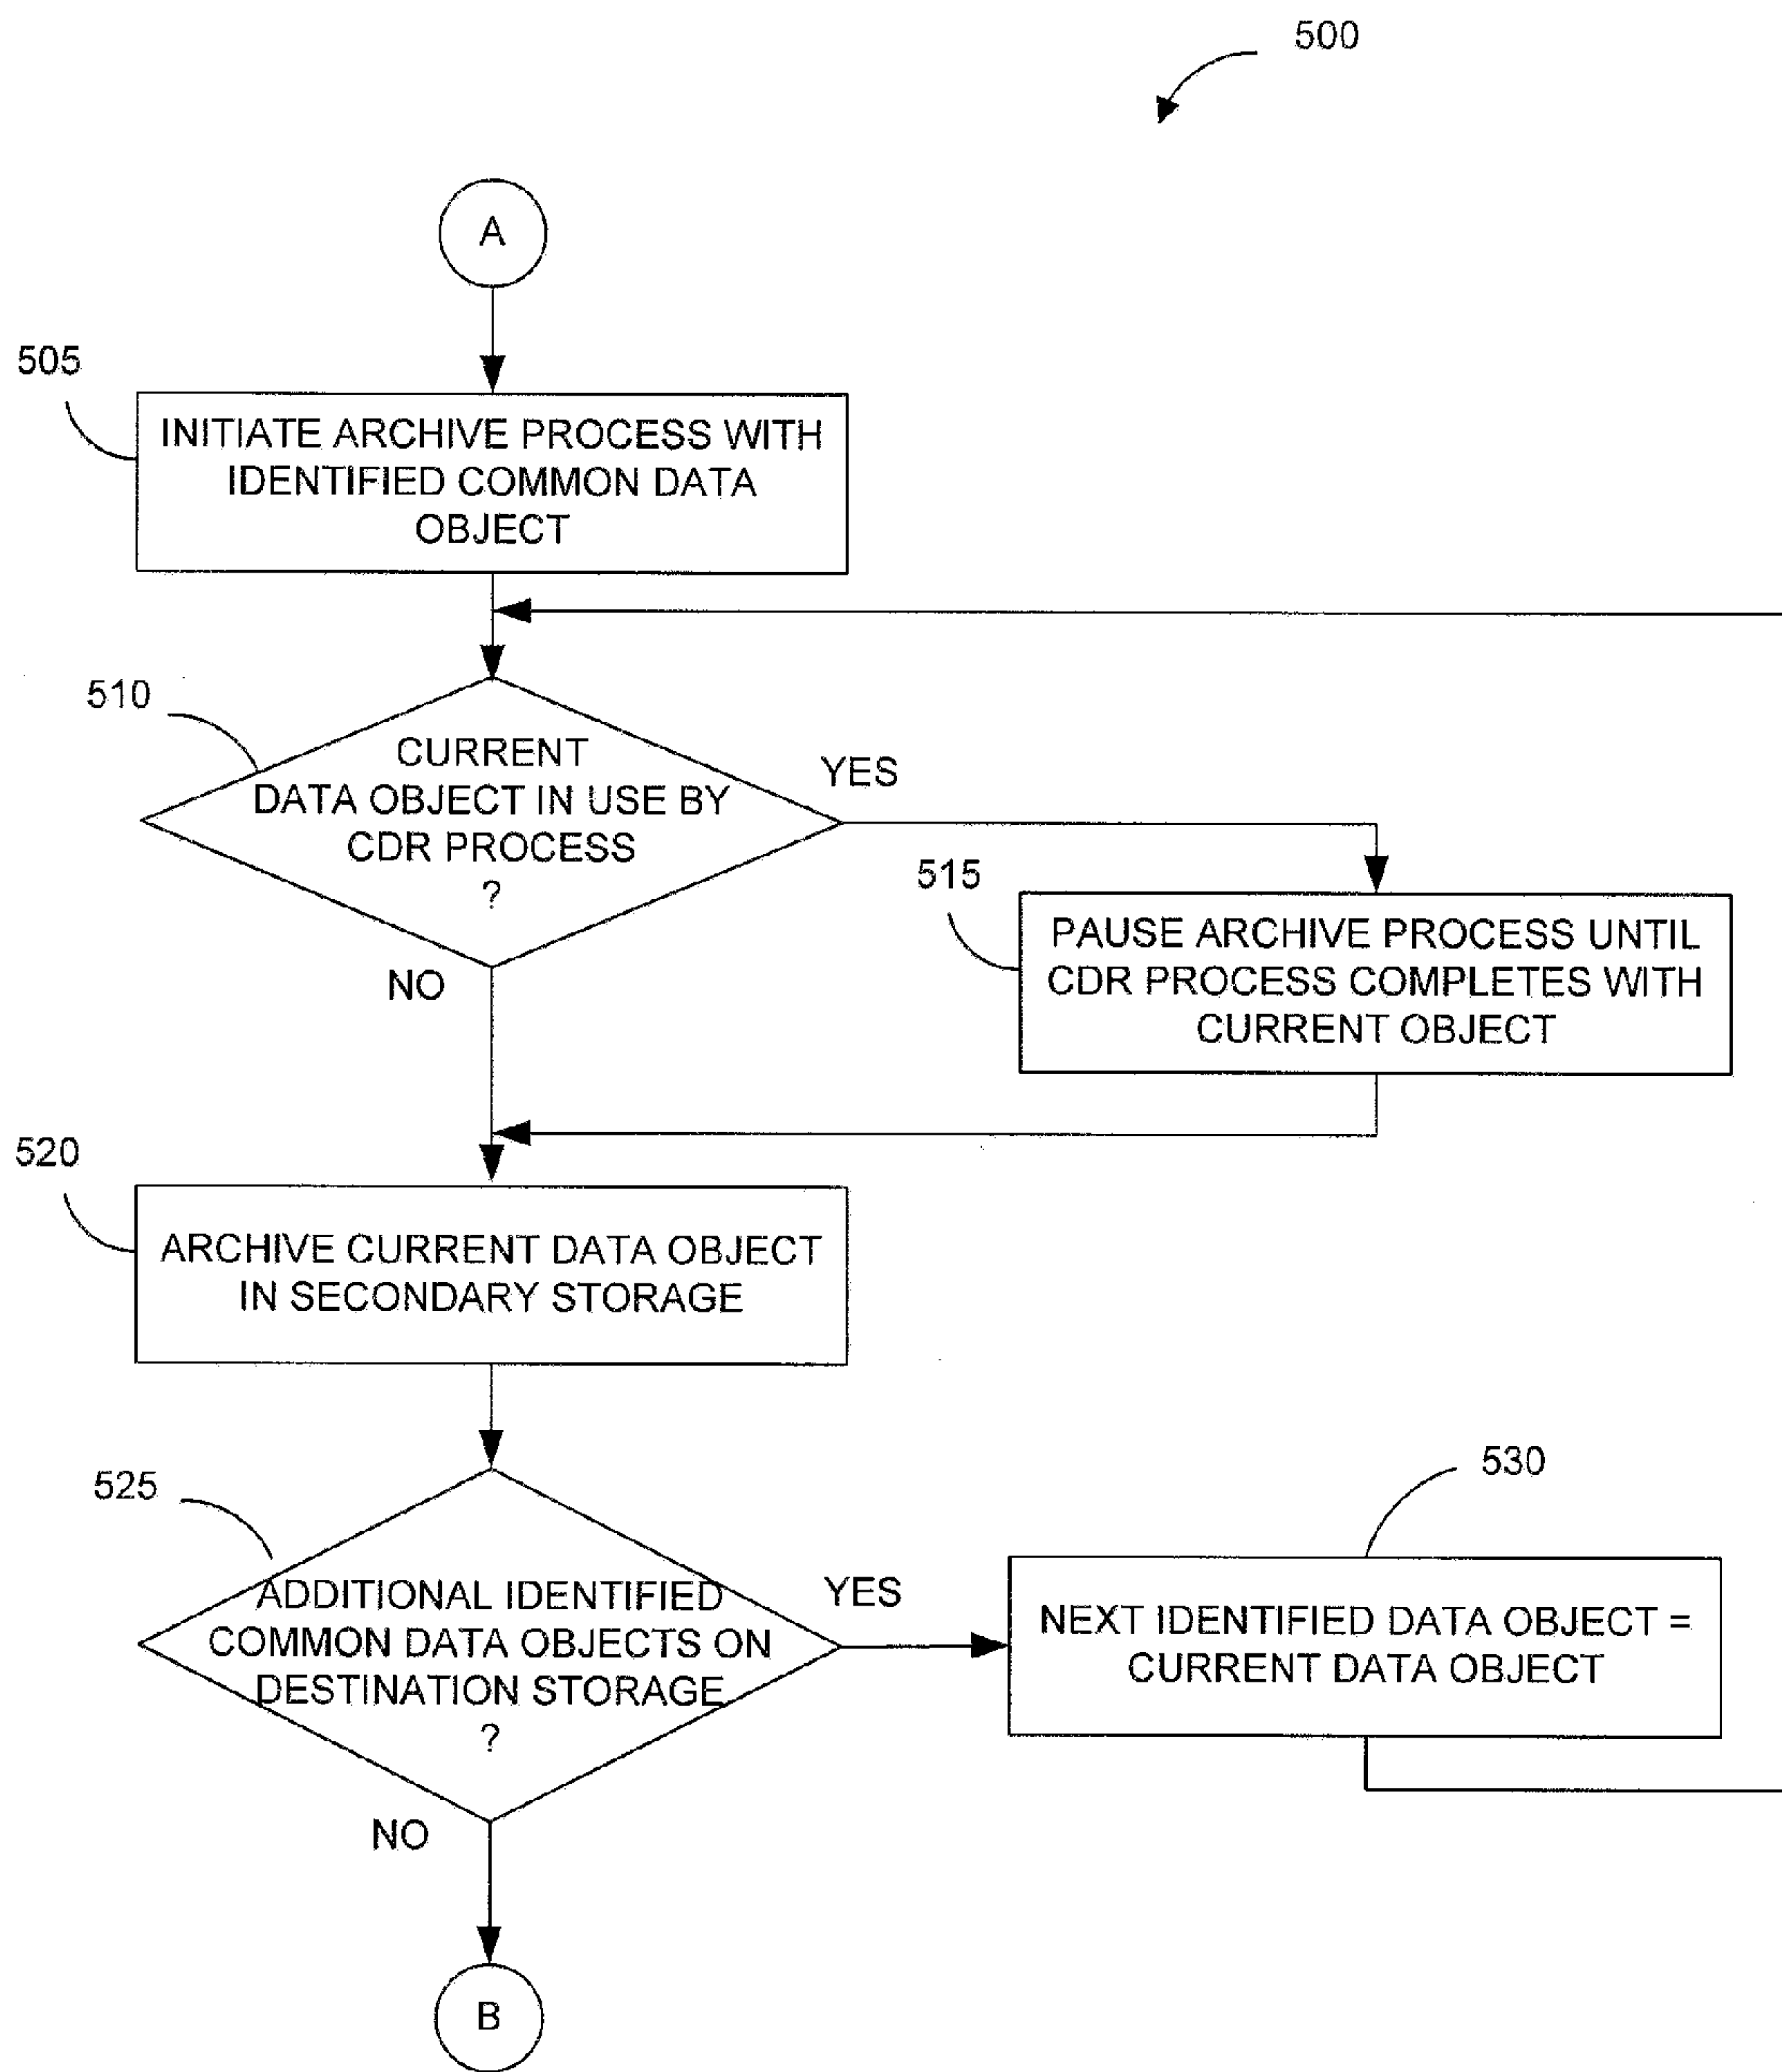 500
A
505
INITIATE ARCHIVE PROCESS WITH
IDENTIFIED COMMON DATA
OBJECT
510
CURRENT
DATA OBJECT IN USE BY
CDR PROCESS
?
YES
NO
515
PAUSE ARCHIVE PROCESS UNTIL
CDR PROCESS COMPLETES WITH
CURRENT OBJECT
520
ARCHIVE CURRENT DATA OBJECT
IN SECONDARY STORAGE
525
ADDITIONAL IDENTIFIED
COMMON DATA OBJECTS ON
DESTINATION STORAGE
?
YES
NO
530
NEXT IDENTIFIED DATA OBJECT =
CURRENT DATA OBJECT
B